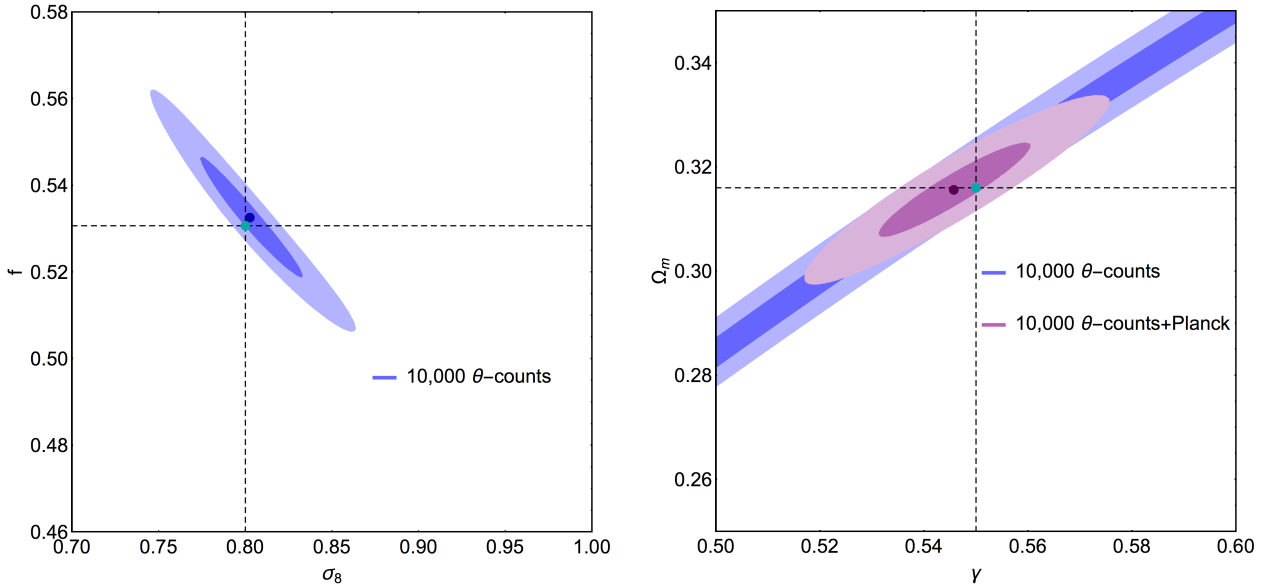 0.58
0.56
0.54
0.52
0.50
0.48
0.46
f
10,000 θ−counts
0.70 0.75 0.80 0.85 0.90 0.95 1.00
σ8
0.34
0.32
0.30
0.28
0.26
Ωm
10,000 θ−counts
10,000 θ−counts+Planck
0.50 0.52 0.54 0.56 0.58 0.60
γ